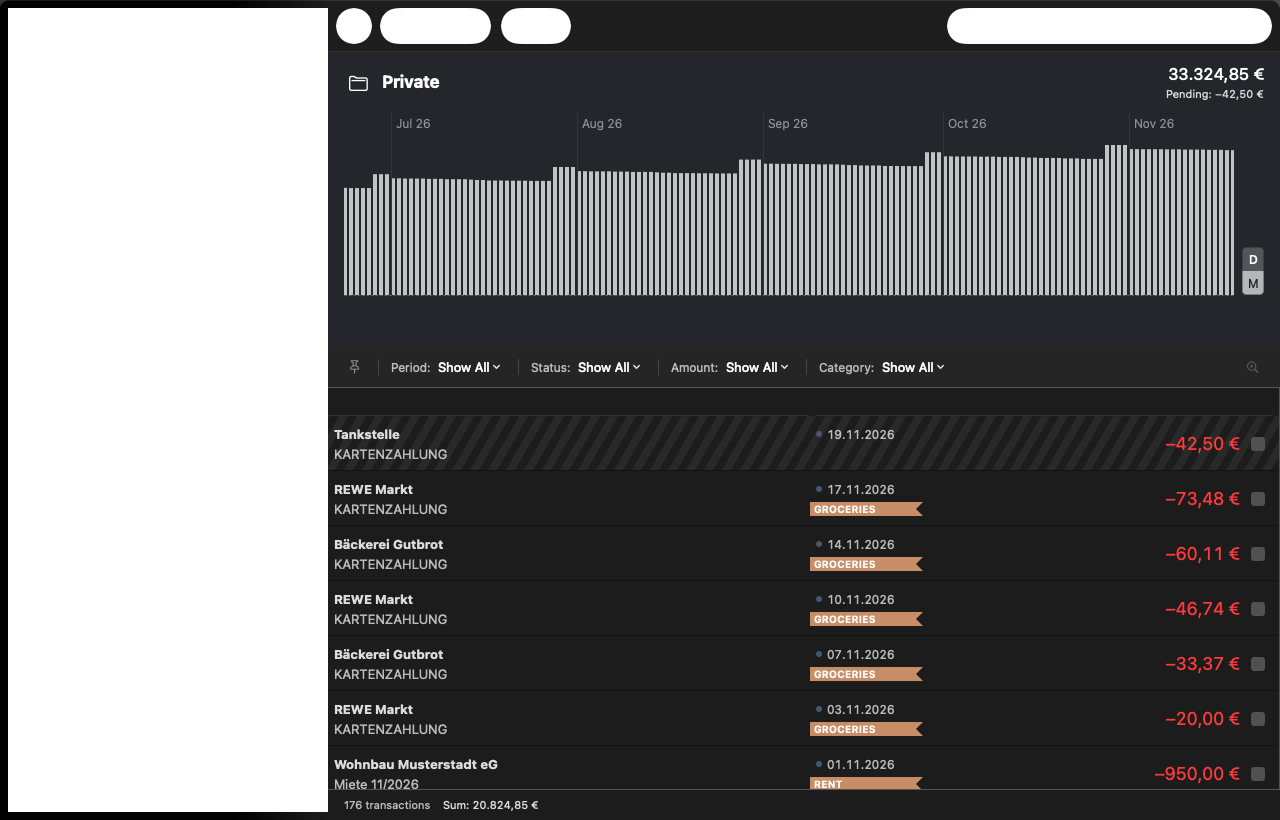 Private
33.324,85 €
Pending: −42,50 €
Jul 26
Aug 26
Sep 26
Oct 26
Nov 26
D
M
Period: Show All
Status: Show All
Amount: Show All
Category: Show All
Tankstelle
19.11.2026
−42,50 €
KARTENZAHLUNG
REWE Markt
17.11.2026
−73,48 €
KARTENZAHLUNG
GROCERIES
Bäckerei Gutbrot
14.11.2026
−60,11 €
KARTENZAHLUNG
GROCERIES
REWE Markt
10.11.2026
−46,74 €
KARTENZAHLUNG
GROCERIES
Bäckerei Gutbrot
07.11.2026
−33,37 €
KARTENZAHLUNG
GROCERIES
REWE Markt
03.11.2026
−20,00 €
KARTENZAHLUNG
GROCERIES
Wohnbau Musterstadt eG
01.11.2026
−950,00 €
Miete 11/2026
RENT
176 transactions
Sum: 20.824,85 €